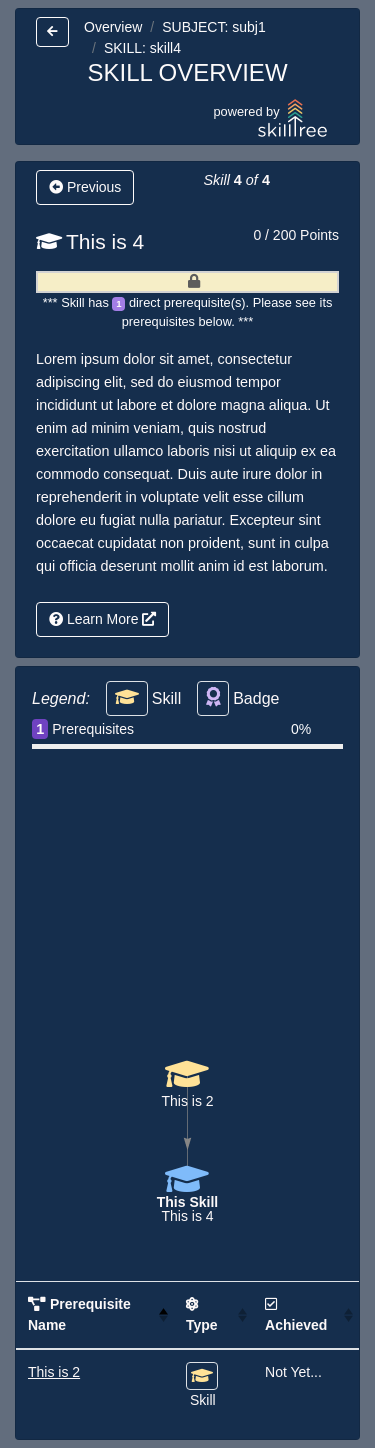 Overview / SUBJECT: subj1
/ SKILL: skill4
SKILL OVERVIEW
powered by skilltree
Previous
Skill 4 of 4
This is 4
0 / 200 Points
*** Skill has 1 direct prerequisite(s). Please see its
prerequisites below. ***
Lorem ipsum dolor sit amet, consectetur
adipiscing elit, sed do eiusmod tempor
incididunt ut labore et dolore magna aliqua. Ut
enim ad minim veniam, quis nostrud
exercitation ullamco laboris nisi ut aliquip ex ea
commodo consequat. Duis aute irure dolor in
reprehenderit in voluptate velit esse cillum
dolore eu fugiat nulla pariatur. Excepteur sint
occaecat cupidatat non proident, sunt in culpa
qui officia deserunt mollit anim id est laborum.
Learn More
Legend: Skill Badge
1 Prerequisites 0%
This is 2
This Skill
This is 4
Prerequisite
Name
Type
Achieved
This is 2
Skill
Not Yet...